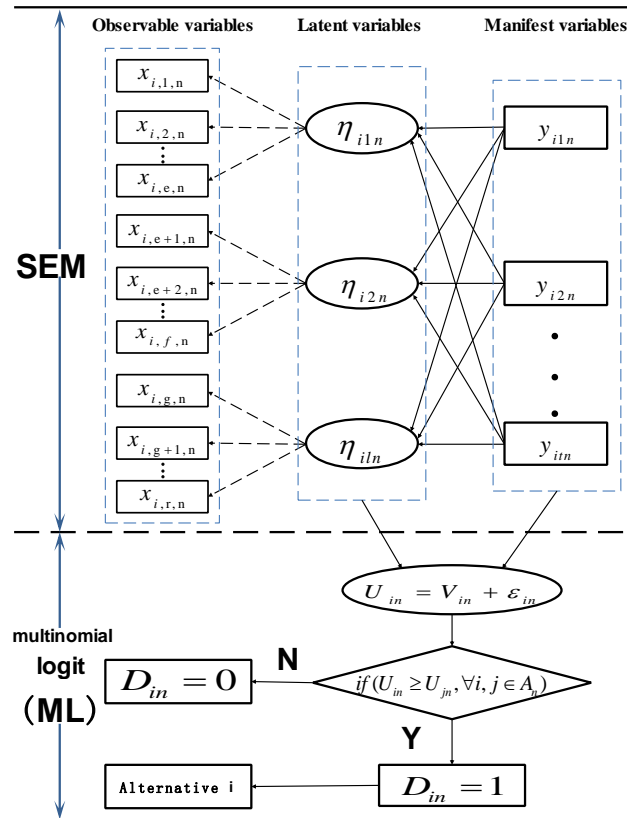 Observable variables Latent variables Manifest variables
x_{i,1,n}
x_{i,2,n}
x_{i,e,n}
x_{i,e+1,n}
x_{i,e+2,n}
x_{i,f,n}
x_{i,g,n}
x_{i,g+1,n}
x_{i,r,n}
η_{i1n}
η_{i2n}
η_{iln}
y_{i1n}
y_{i2n}
y_{itn}
SEM
U_{in} = V_{in} + ε_{in}
multinomial
logit
(ML)
N
D_{in} = 0
if (U_{in} ≥ U_{jn}, ∀i, j ∈ A_n)
Y
D_{in} = 1
Alternative i